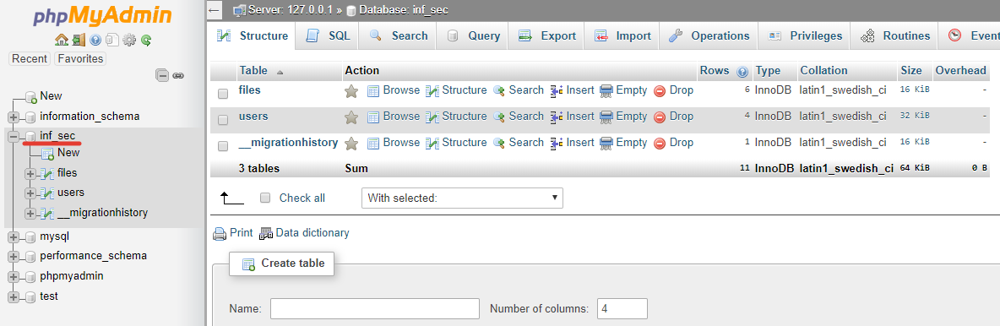 phpMyAdmin
Recent Favorites
New
information_schema
inf_sec
New
files
users
__migrationhistory
mysql
performance_schema
phpmyadmin
test
Server: 127.0.0.1 » Database: inf_sec
Structure SQL Search Query Export Import Operations Privileges Routines Event
Table Action Rows Type Collation Size Overhead
files Browse Structure Search Insert Empty Drop 6 InnoDB latin1_swedish_ci 16 KiB -
users Browse Structure Search Insert Empty Drop 4 InnoDB latin1_swedish_ci 32 KiB -
__migrationhistory Browse Structure Search Insert Empty Drop 1 InnoDB latin1_swedish_ci 16 KiB -
3 tables Sum 11 InnoDB latin1_swedish_ci 64 KiB 0 B
Check all With selected:
Print Data dictionary
Create table
Name: Number of columns: 4